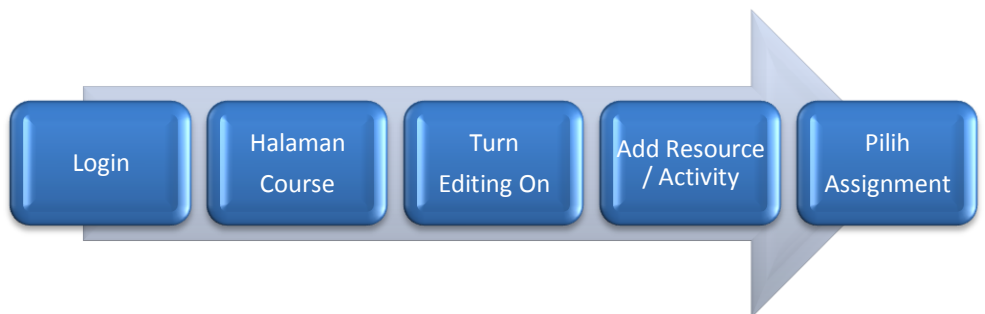 Login
Halaman
Course
Turn
Editing On
Add Resource
/ Activity
Pilih
Assignment